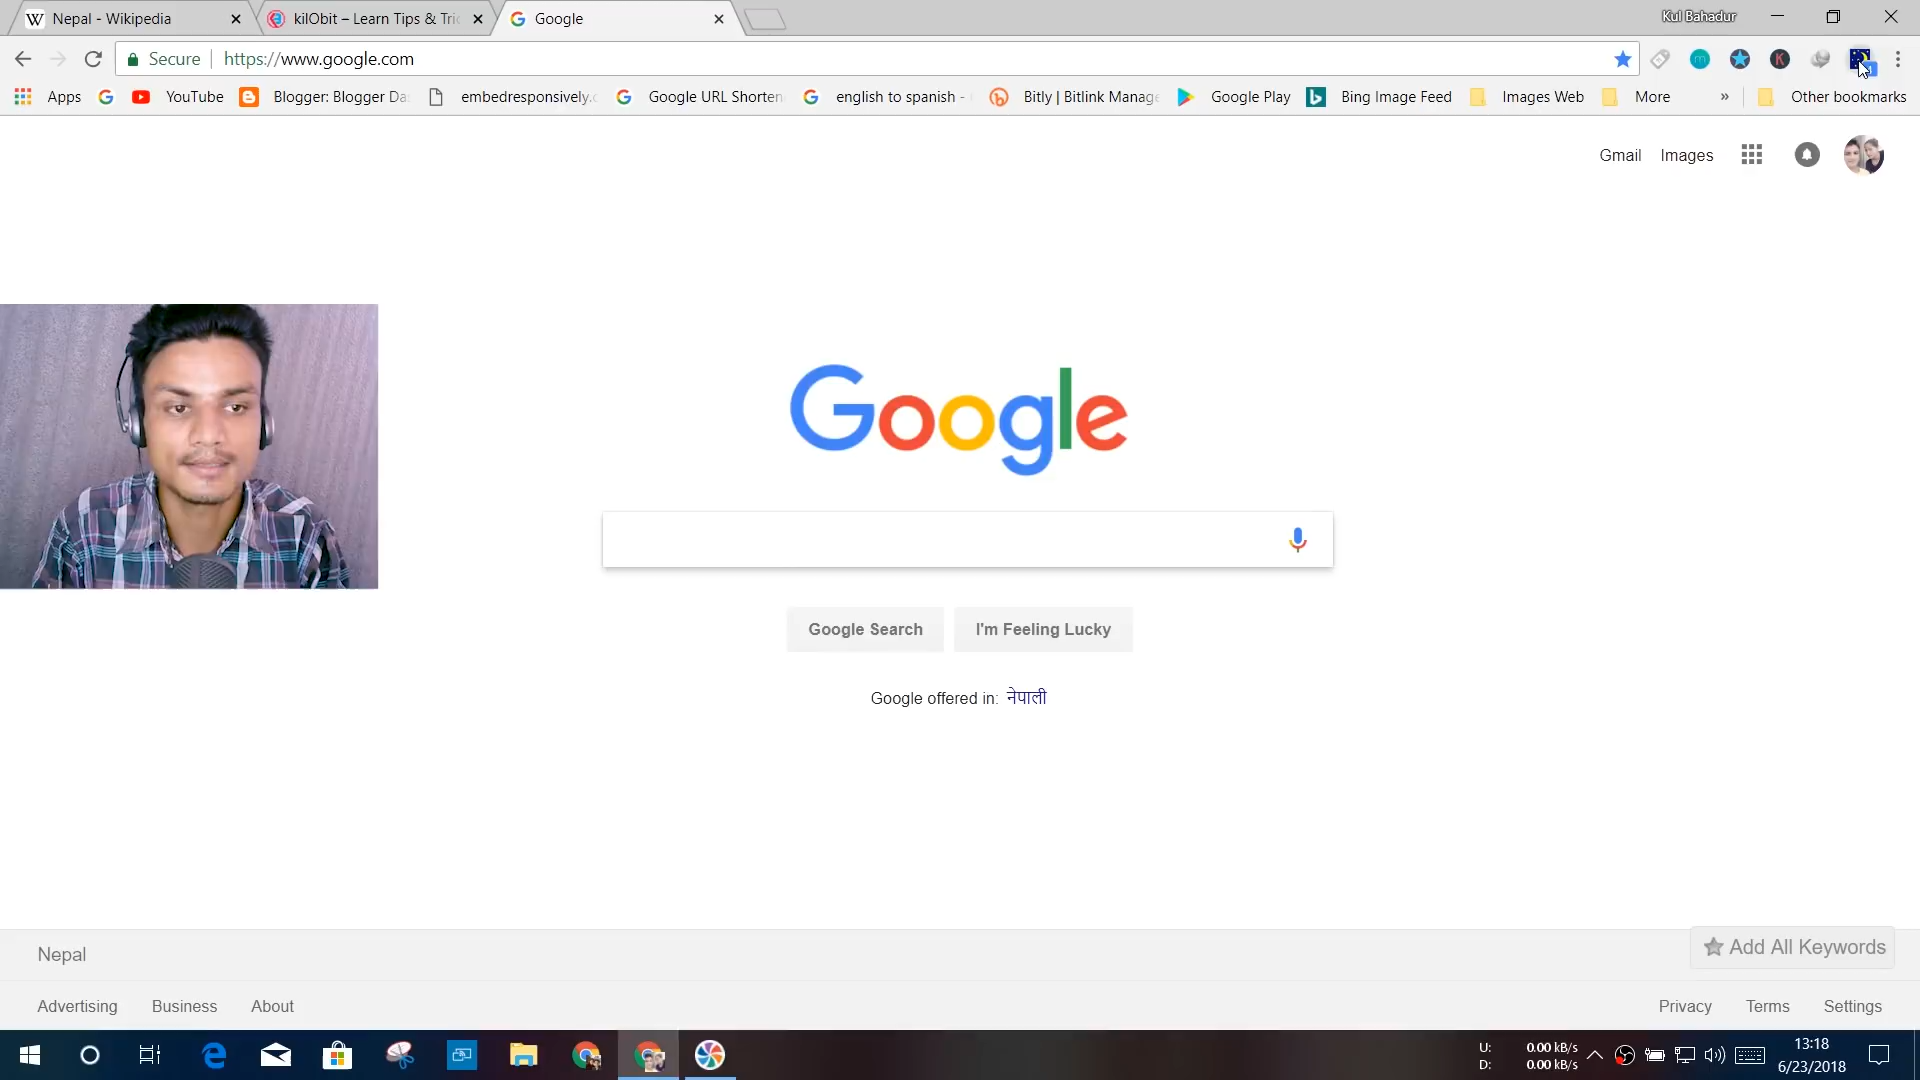 Nepal - Wikipedia
kilObit – Learn Tips & Tric
Google
Kul Bahadur
Secure
https://www.google.com
Apps
YouTube
Blogger: Blogger Da
embedresponsively.c
Google URL Shorten
english to spanish -
Bitly | Bitlink Manag
Google Play
Bing Image Feed
Images Web
More
»
Other bookmarks
Gmail
Images
Google
Google Search
I'm Feeling Lucky
Google offered in: नेपाली
Nepal
Add All Keywords
Advertising
Business
About
Privacy
Terms
Settings
U: 0.00 kB/s
D: 0.00 kB/s
13:18
6/23/2018